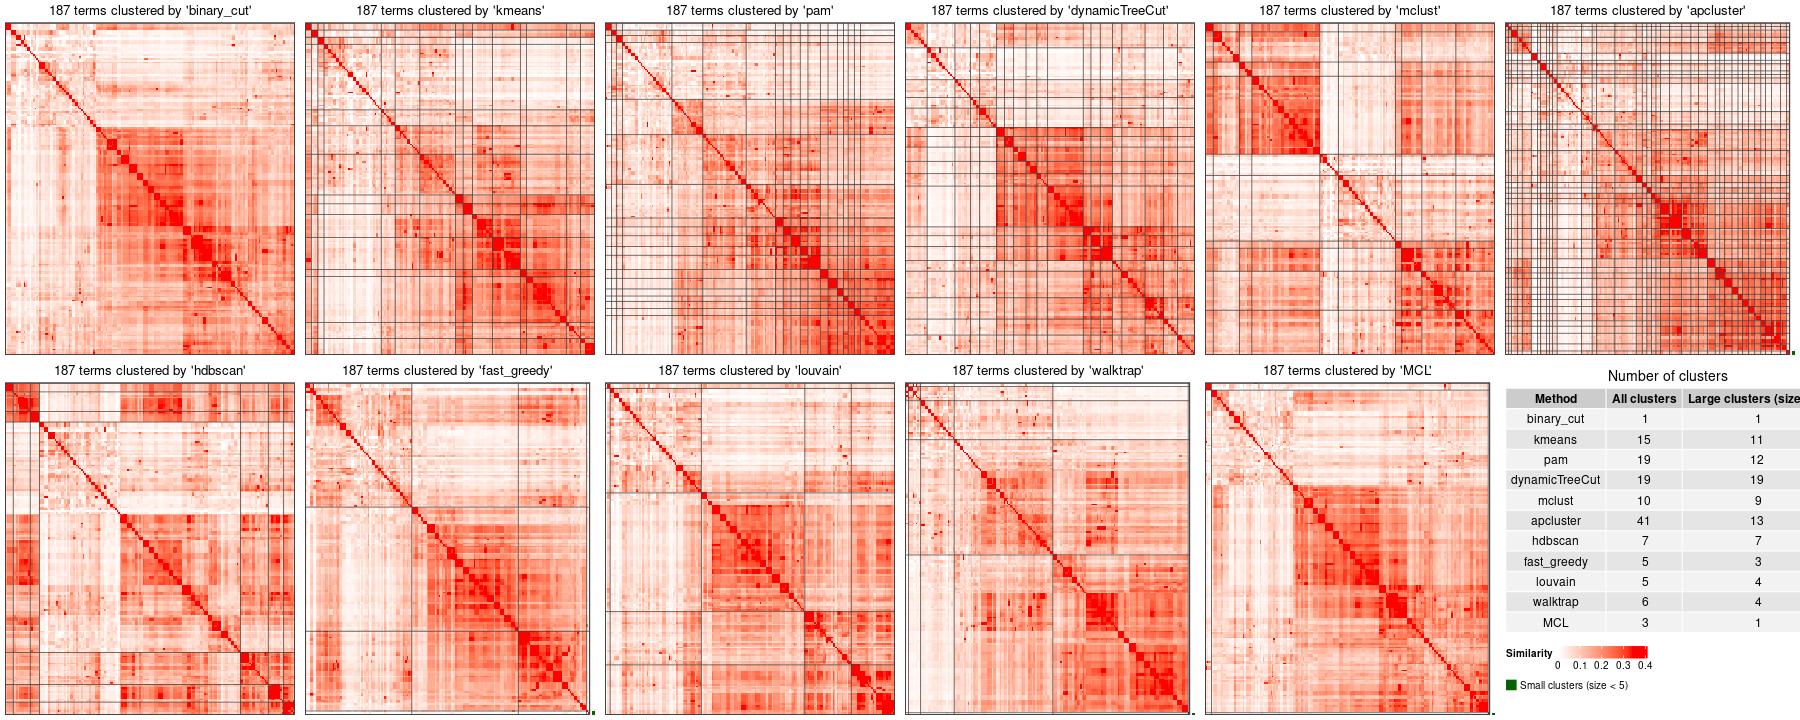 187 terms clustered by 'binary_cut'
187 terms clustered by 'kmeans'
187 terms clustered by 'pam'
187 terms clustered by 'dynamicTreeCut'
187 terms clustered by 'mclust'
187 terms clustered by 'apcluster'
187 terms clustered by 'hdbscan'
187 terms clustered by 'fast_greedy'
187 terms clustered by 'louvain'
187 terms clustered by 'walktrap'
187 terms clustered by 'MCL'
Number of clusters
Method All clusters Large clusters (size
binary_cut 1 1
kmeans 15 11
pam 19 12
dynamicTreeCut 19 19
mclust 10 9
apcluster 41 13
hdbscan 7 7
fast_greedy 5 3
louvain 5 4
walktrap 6 4
MCL 3 1
Similarity
0 0.1 0.2 0.3 0.4
Small clusters (size < 5)